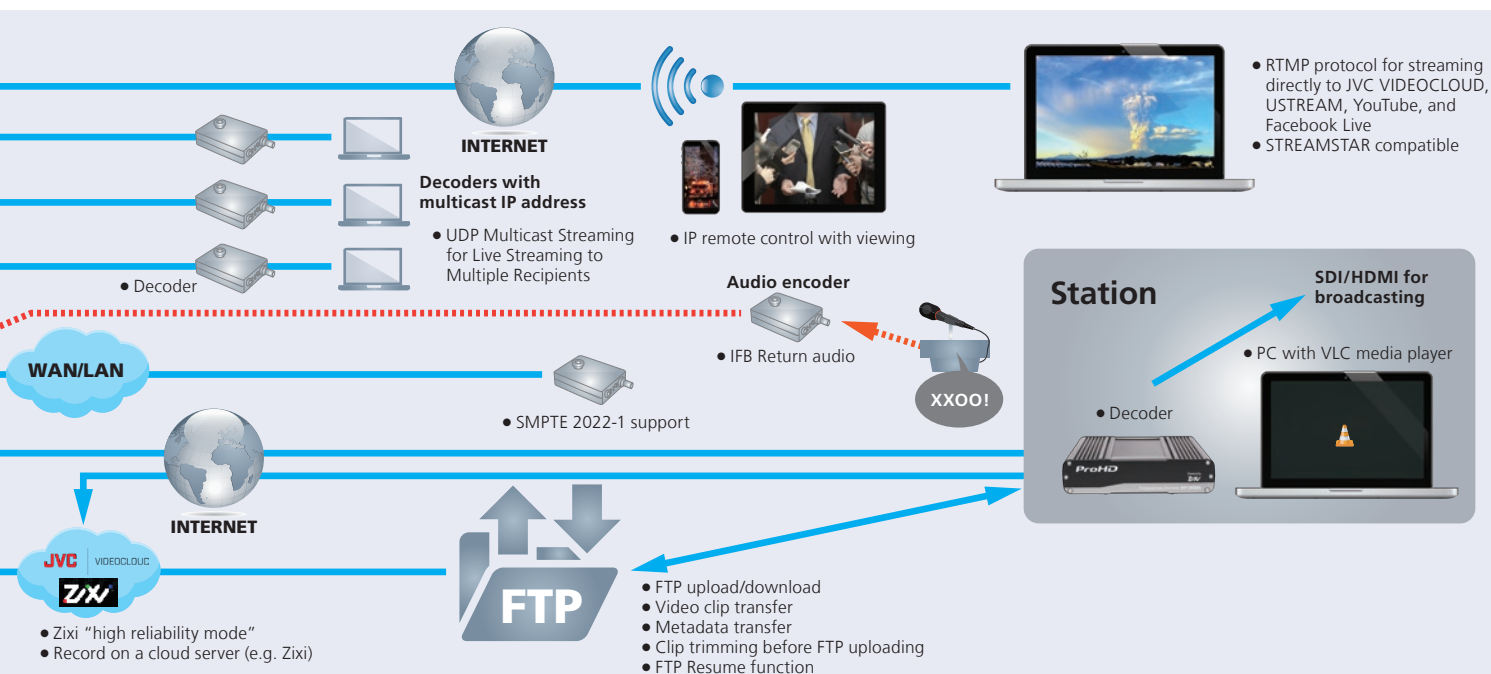 INTERNET
• RTMP protocol for streaming
directly to JVC VIDEOCLOUD,
USTREAM, YouTube, and
Facebook Live
• STREAMSTAR compatible
Decoders with
multicast IP address
• UDP Multicast Streaming
for Live Streaming to
Multiple Recipients
• IP remote control with viewing
• Decoder
Audio encoder
• IFB Return audio
XXOO!
WAN/LAN
• SMPTE 2022-1 support
Station
SDI/HDMI for
broadcasting
• PC with VLC media player
• Decoder
ProHD
INTERNET
JVC VIDEOCLOUD
ZiXi
• Zixi “high reliability mode”
• Record on a cloud server (e.g. Zixi)
FTP
• FTP upload/download
• Video clip transfer
• Metadata transfer
• Clip trimming before FTP uploading
• FTP Resume function